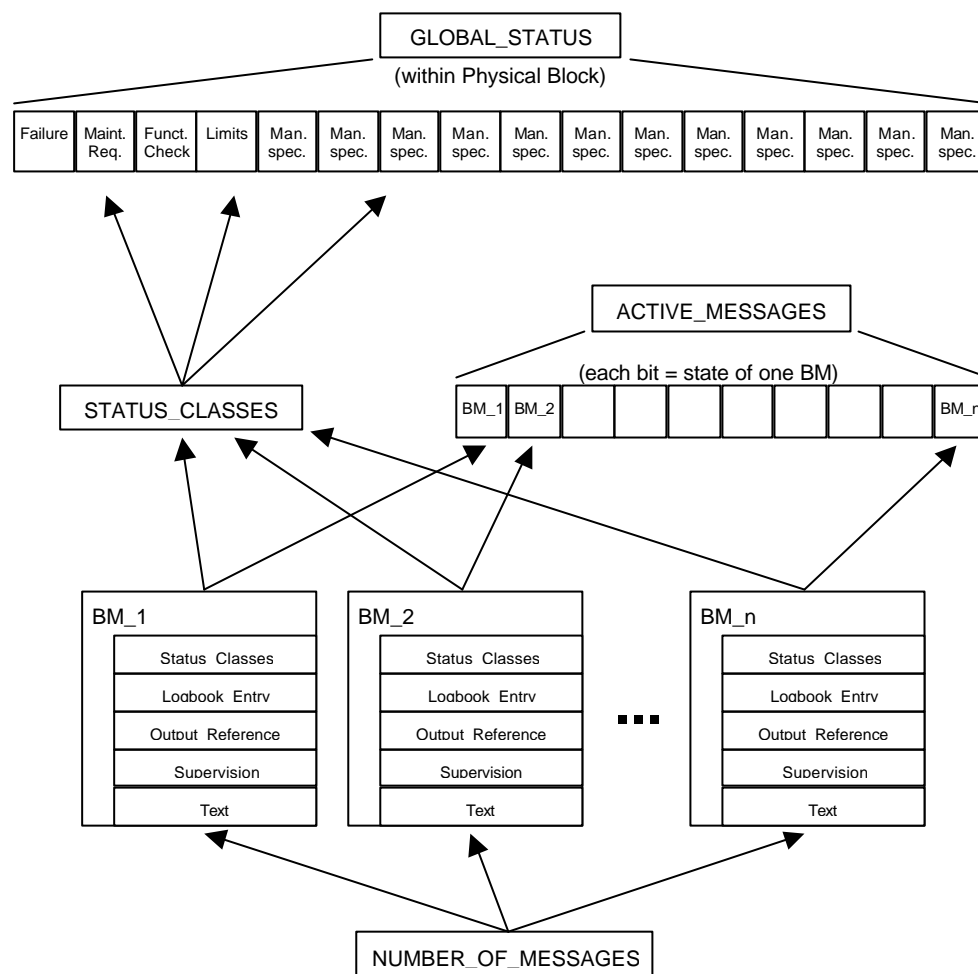 GLOBAL_STATUS
(within Physical Block)
Failure Maint. Req. Funct. Check Limits Man. spec. Man. spec. Man. spec. Man. spec. Man. spec. Man. spec. Man. spec. Man. spec. Man. spec. Man. spec. Man. spec. Man. spec.
ACTIVE_MESSAGES
(each bit = state of one BM)
STATUS_CLASSES
BM_1 BM_2 BM_n
BM_1
Status Classes
Logbook Entry
Output Reference
Supervision
Text
BM_2
Status Classes
Logbook Entry
Output Reference
Supervision
Text
BM_n
Status Classes
Logbook Entry
Output Reference
Supervision
Text
NUMBER_OF_MESSAGES